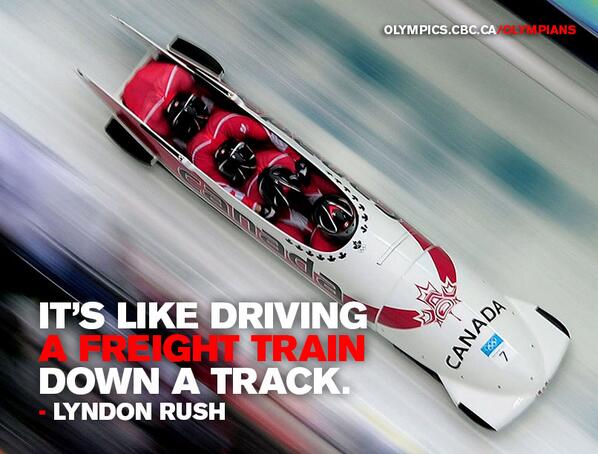 OLYMPICS.CBC.CA/OLYMPIANS
Canada
CANADA
7
IT'S LIKE DRIVING
A FREIGHT TRAIN
DOWN A TRACK.
- LYNDON RUSH